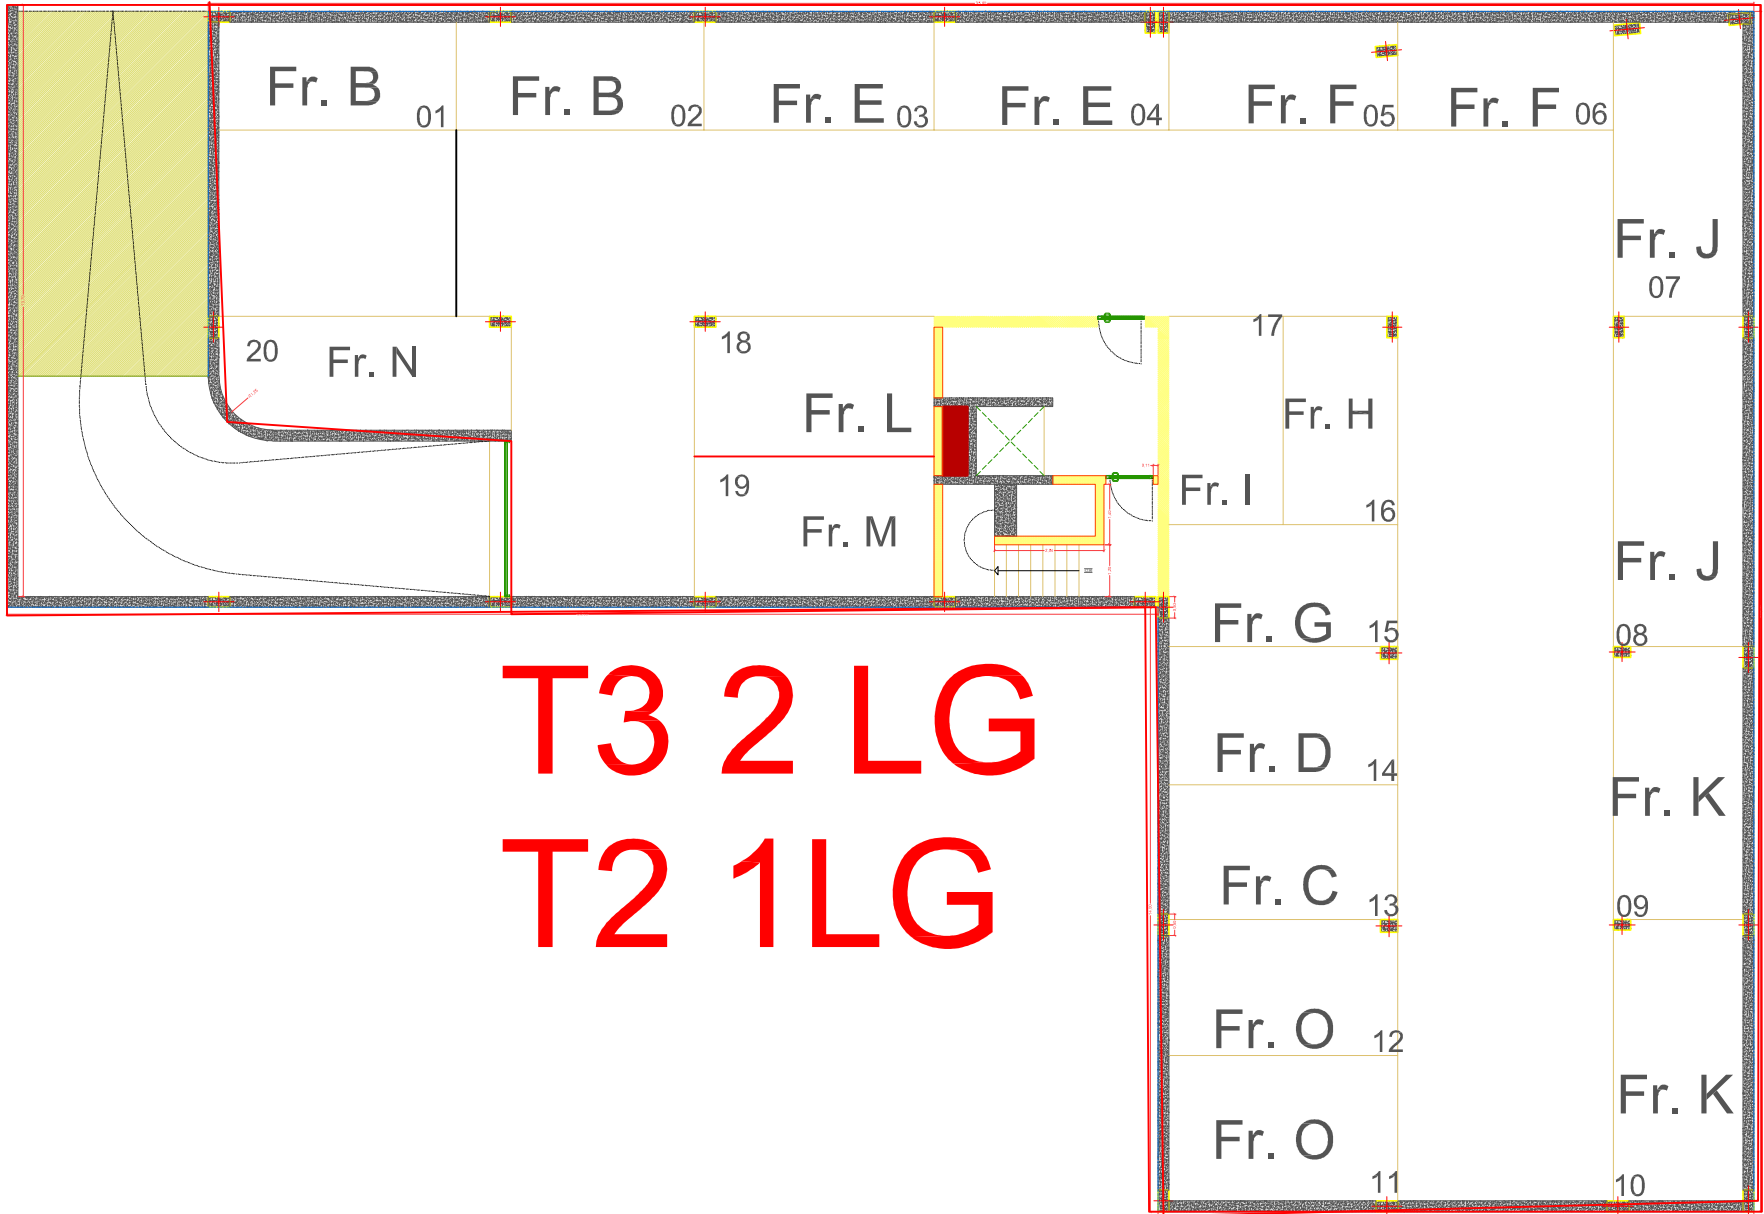 Fr. B
01
Fr. B
02
Fr. E
03
Fr. E
04
Fr. F
05
Fr. F
06
Fr. J
07
20
Fr. N
18
Fr. L
17
Fr. H
19
Fr. M
Fr. I
16
Fr. J
08
Fr. G
15
T3 2 LG
Fr. D
14
Fr. K
09
T2 1LG
Fr. C
13
Fr. O
12
Fr. K
10
Fr. O
11